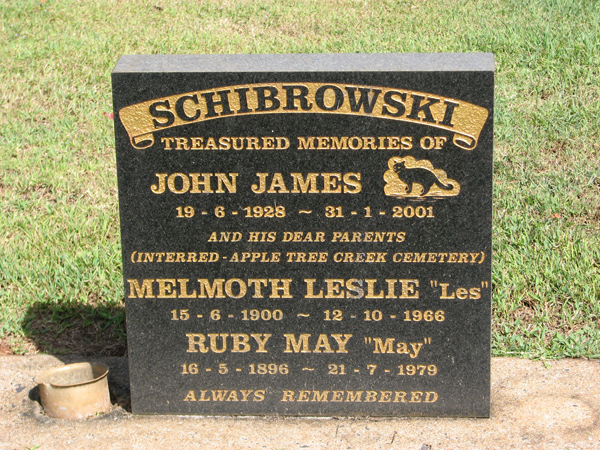 SCHIBROWSKI
TREASURED MEMORIES OF
JOHN JAMES
19 - 6 - 1928 ~ 31 - 1 - 2001
AND HIS DEAR PARENTS
(INTERRED - APPLE TREE CREEK CEMETERY)
MELMOTH LESLIE "Les"
15 - 6 - 1900 ~ 12 - 10 - 1966
RUBY MAY "May"
16 - 5 - 1896 ~ 21 - 7 - 1979
ALWAYS REMEMBERED